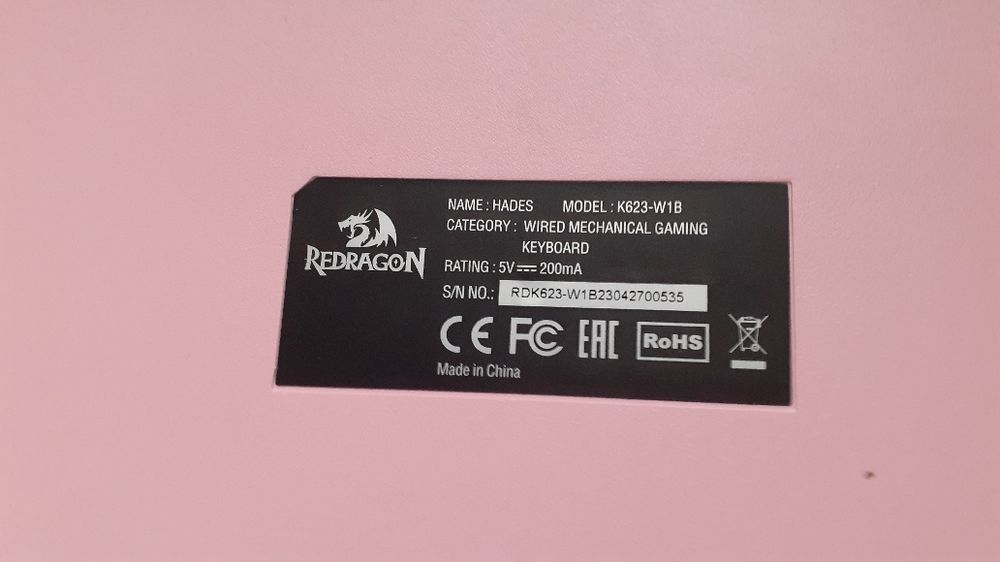 REDRAGON
NAME : HADES MODEL : K623-W1B
CATEGORY : WIRED MECHANICAL GAMING
KEYBOARD
RATING : 5V⎓200mA
S/N NO.: RDK623-W1B23042700535
CE FC EAC RoHS
Made in China